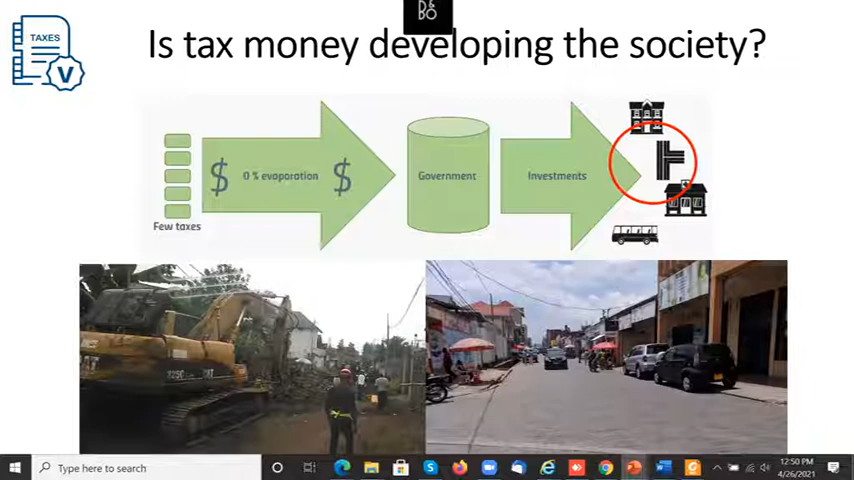 B&O
Is tax money developing the society?
TAXES
V
$ 0 % evaporation $
Government
Investments
Few taxes
Type here to search
12:50 PM
4/26/2021